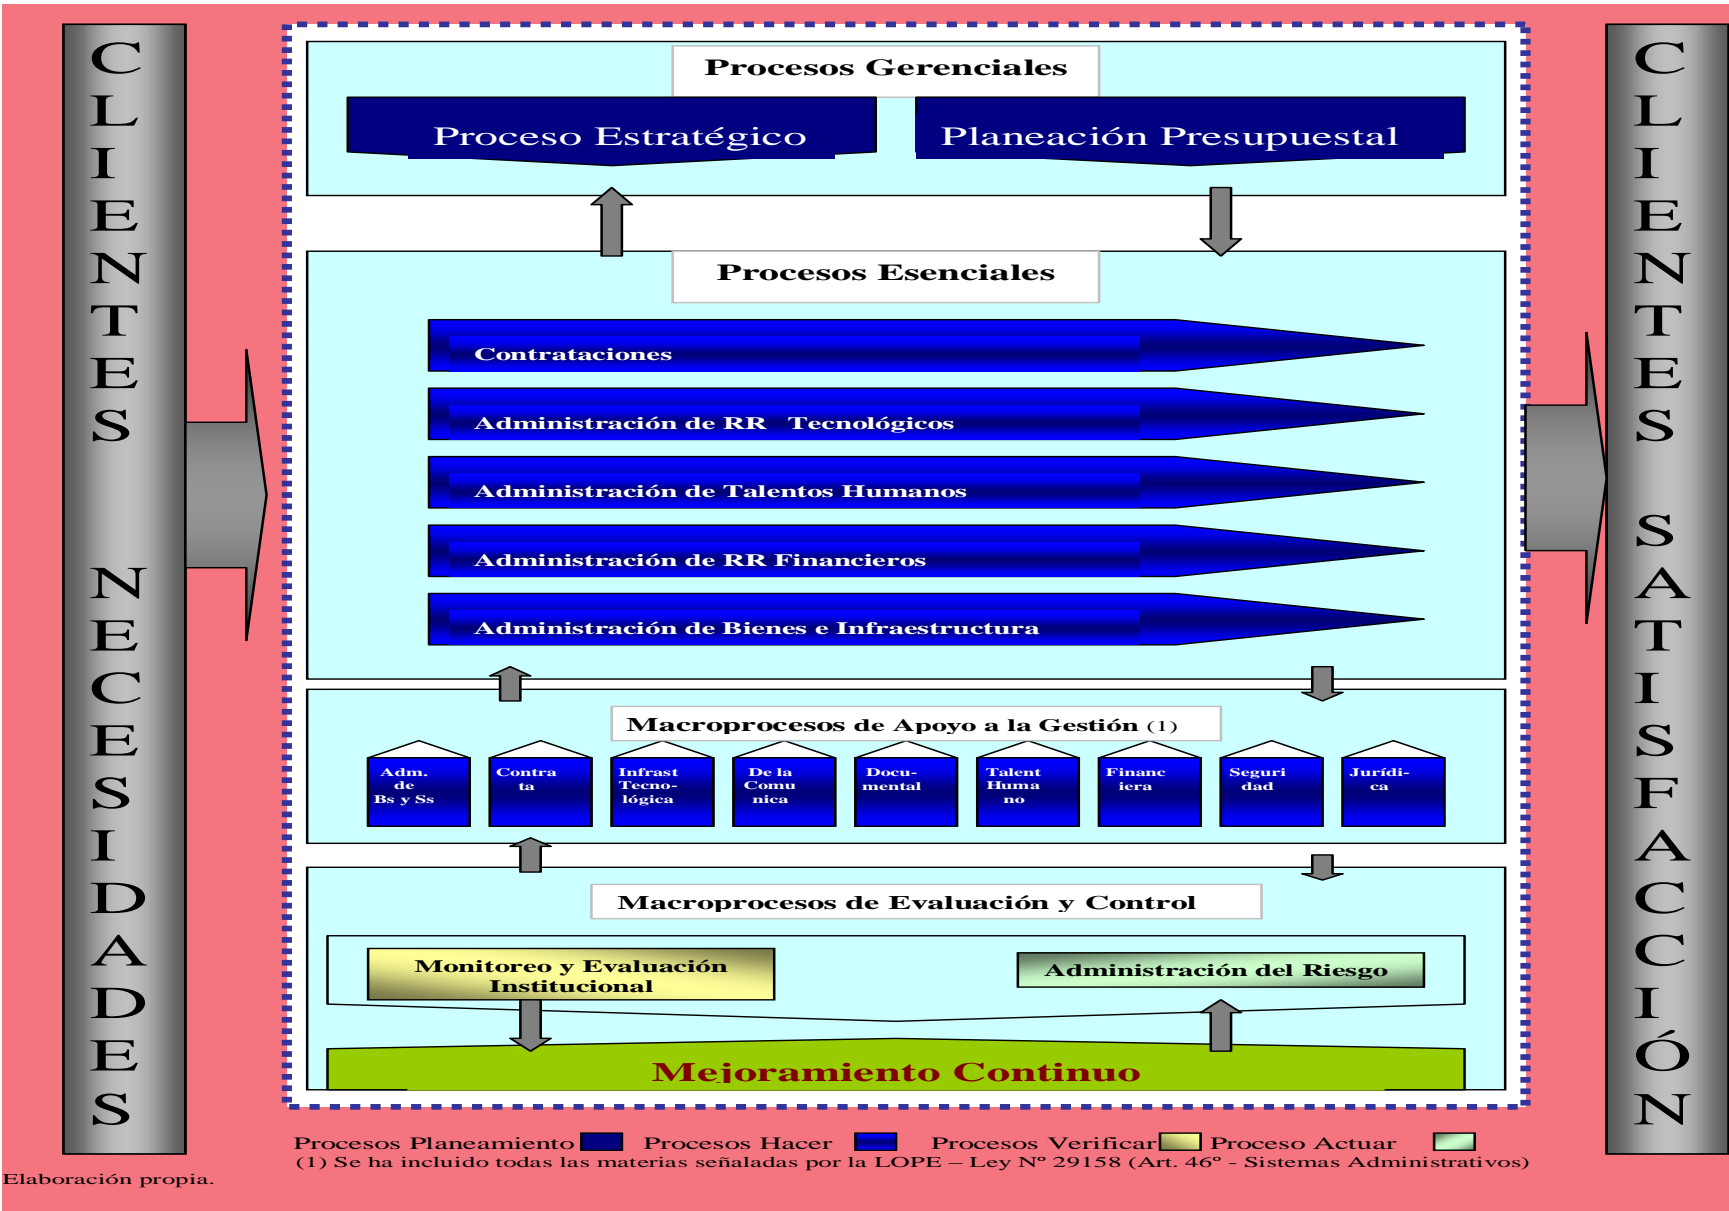 CLIENTES NECESIDADES
Procesos Gerenciales
Proceso Estratégico
Planeación Presupuestal
Procesos Esenciales
Contrataciones
Administración de RR Tecnológicos
Administración de Talentos Humanos
Administración de RR Financieros
Administración de Bienes e Infraestructura
Macroprocesos de Apoyo a la Gestión (1)
Adm.
de
Bs y Ss
Contra
ta
Infrast
Tecno-
lógica
De la
Comu
nica
Docu-
mental
Talent
Huma
no
Financ
iera
Seguri
dad
Jurídi-
ca
Macroprocesos de Evaluación y Control
Monitoreo y Evaluación
Institucional
Administración del Riesgo
Mejoramiento Continuo
CLIENTES SATISFACCIÓN
Procesos Planeamiento Procesos Hacer Procesos Verificar Proceso Actuar
(1) Se ha incluido todas las materias señaladas por la LOPE – Ley Nº 29158 (Art. 46º - Sistemas Administrativos)
Elaboración propia.